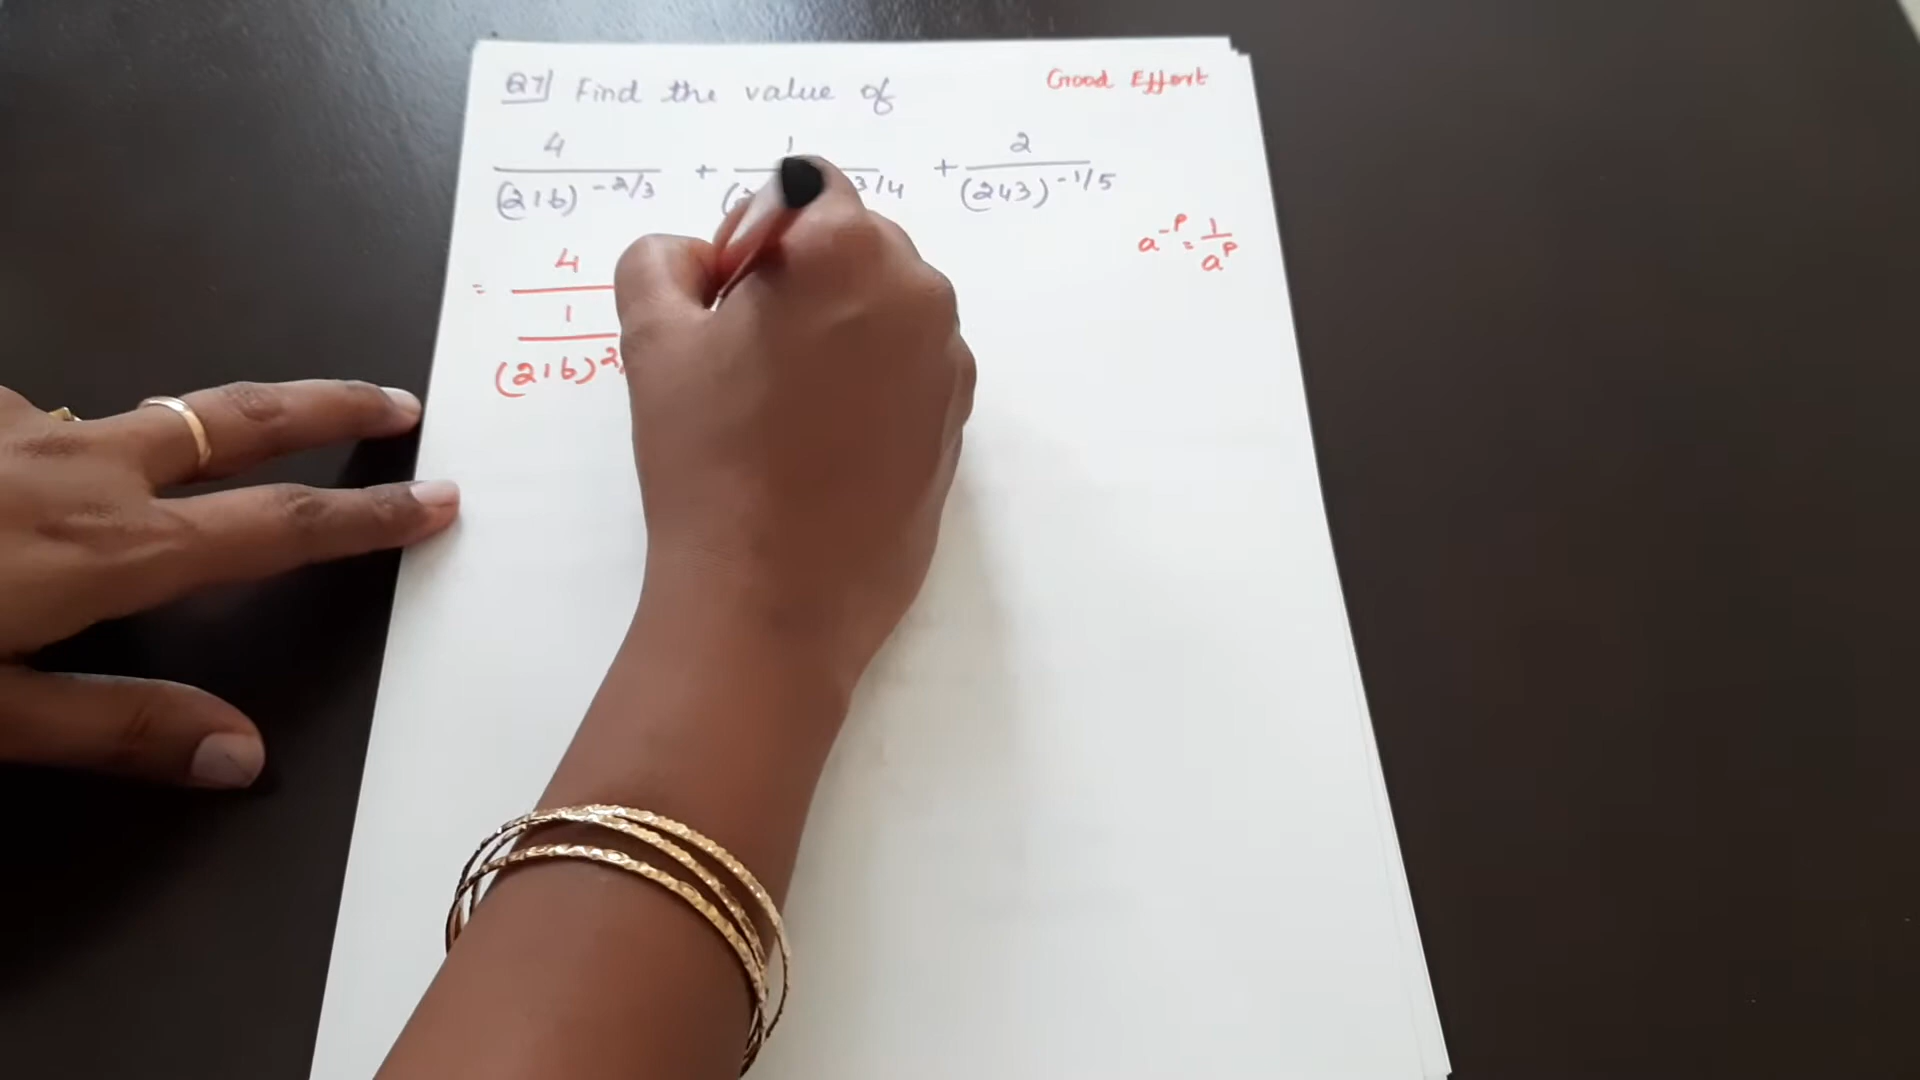 Q7| Find the value of
Good Effort
4 / (216)^-2/3 + 1 / ( 3/4 + 2 / (243)^-1/5
a^-p = 1 / a^p
= 4 / 1 / (216)^2/